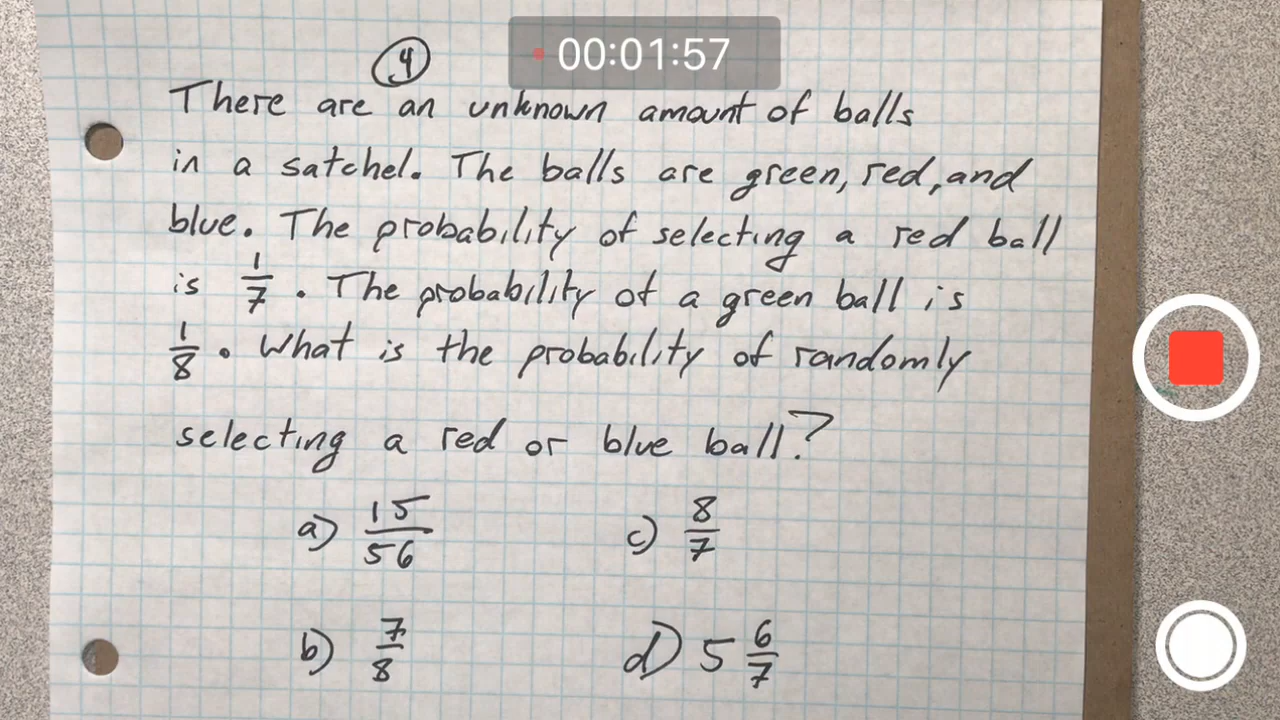 00:01:57
4
There are an unknown amount of balls
in a satchel. The balls are green, red, and
blue. The probability of selecting a red ball
is 1/7. The probability of a green ball is
1/8. What is the probability of randomly
selecting a red or blue ball?
a) 15/56 c) 8/7
b) 7/8 d) 5 6/7